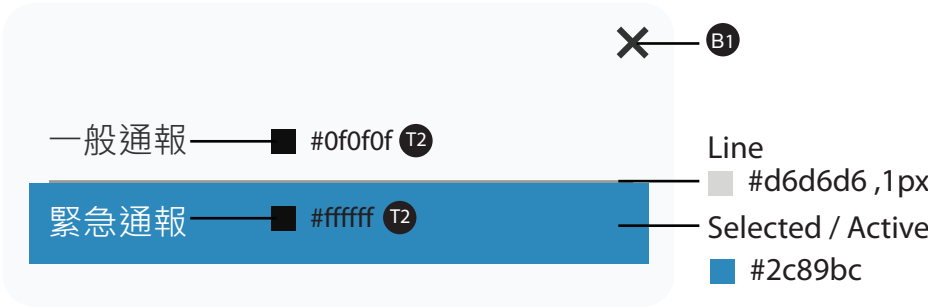 B1
一般通報 #0f0f0f T2
Line
#d6d6d6 ,1px
緊急通報 #ffffff T2
Selected / Active
#2c89bc